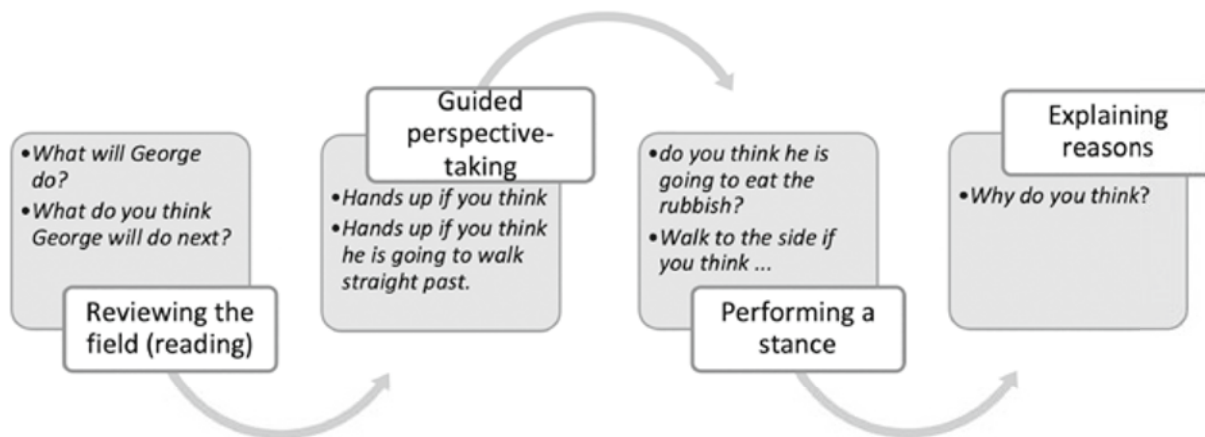 •What will George
do?
•What do you think
George will do next?
Reviewing the
field (reading)
Guided
perspective-
taking
•Hands up if you think
•Hands up if you think
he is going to walk
straight past.
•do you think he is
going to eat the
rubbish?
•Walk to the side if
you think ...
Performing a
stance
Explaining
reasons
•Why do you think?